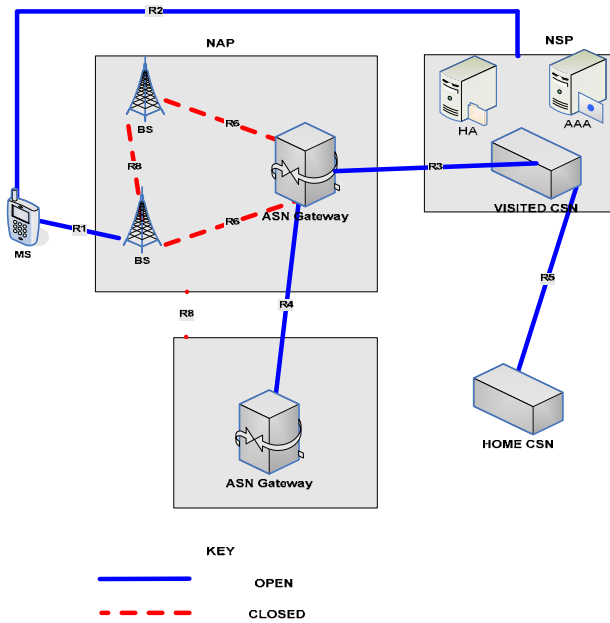 R2
NAP
NSP
BS
R6
HA
AAA
R8
R3
ASN Gateway
VISITED CSN
R6
MS
R1
BS
R5
R4
R8
HOME CSN
ASN Gateway
KEY
OPEN
CLOSED